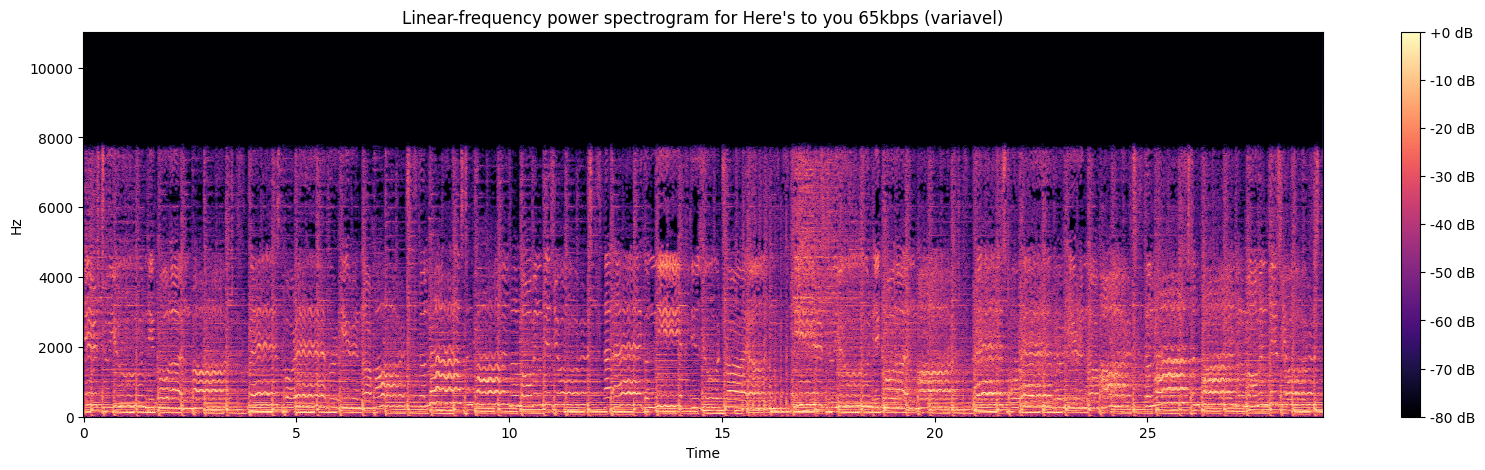 Linear-frequency power spectrogram for Here's to you 65kbps (variavel)
10000
8000
6000
4000
2000
0
Hz
0 5 10 15 20 25
Time
+0 dB
-10 dB
-20 dB
-30 dB
-40 dB
-50 dB
-60 dB
-70 dB
-80 dB